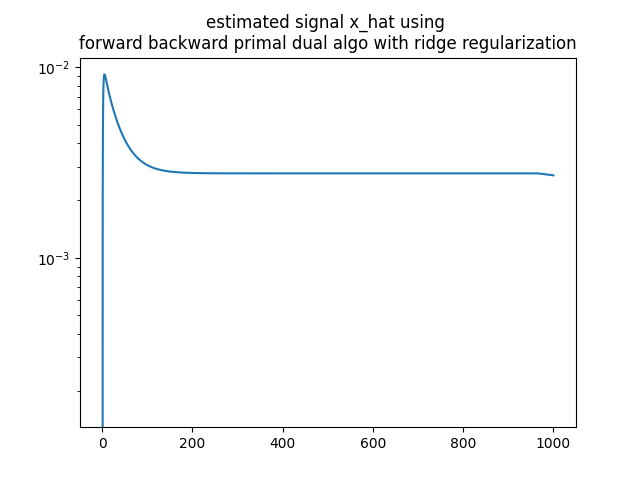 estimated signal x_hat using
forward backward primal dual algo with ridge regularization
10⁻²
10⁻³
0 200 400 600 800 1000